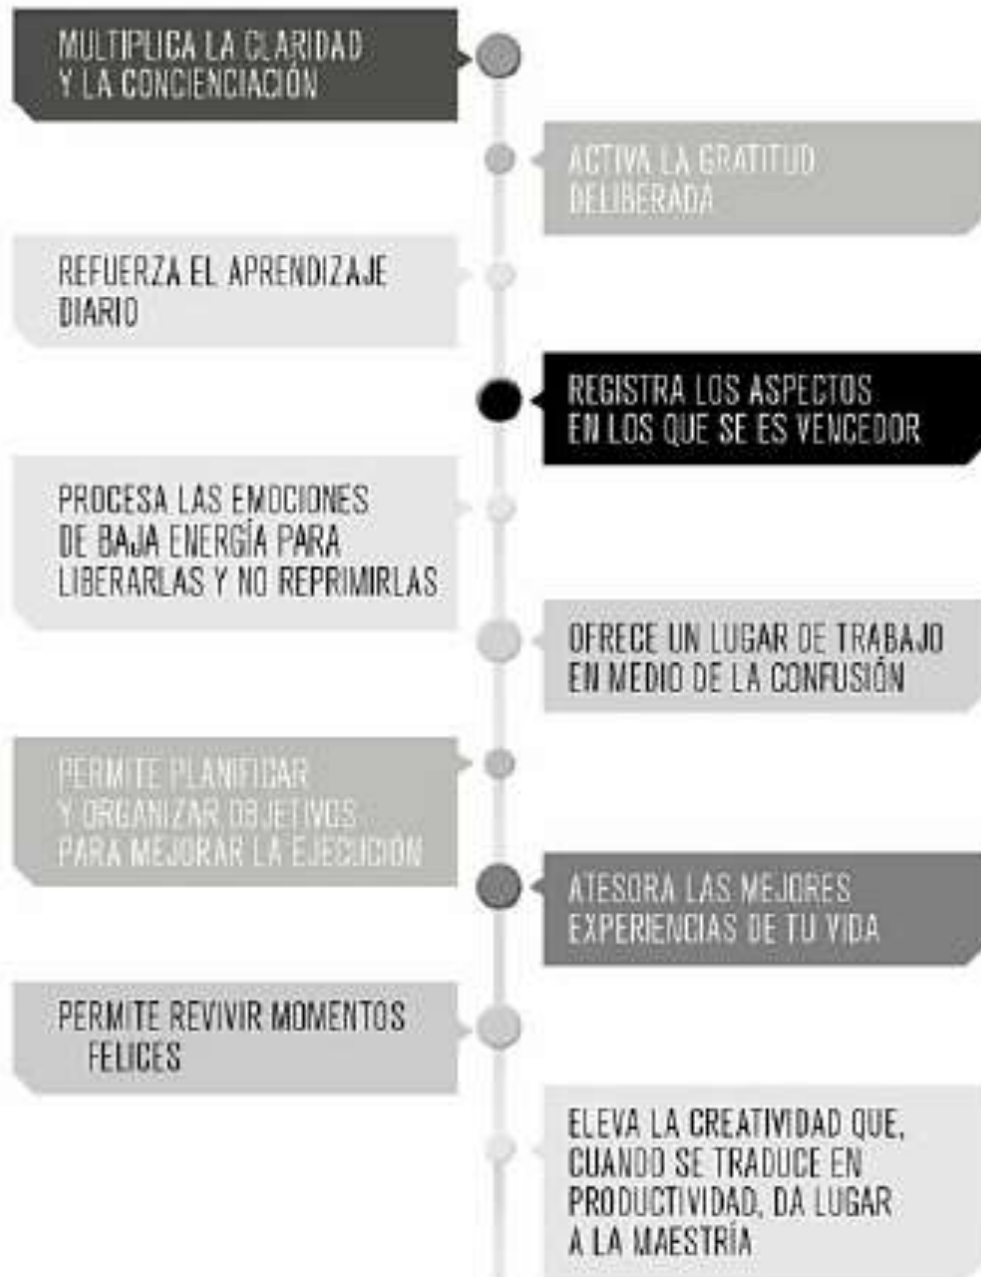 MULTIPLICA LA CLARIDAD
Y LA CONCIENCIACIÓN
ACTIVA LA GRATITUD
DELIBERADA
REFUERZA EL APRENDIZAJE
DIARIO
REGISTRA LOS ASPECTOS
EN LOS QUE SE ES VENCEDOR
PROCESA LAS EMOCIONES
DE BAJA ENERGÍA PARA
LIBERARLAS Y NO REPRIMIRLAS
OFRECE UN LUGAR DE TRABAJO
EN MEDIO DE LA CONFUSIÓN
PERMITE PLANIFICAR
Y ORGANIZAR OBJETIVOS
PARA MEJORAR LA EJECUCIÓN
ATESORA LAS MEJORES
EXPERIENCIAS DE TU VIDA
PERMITE REVIVIR MOMENTOS
FELICES
ELEVA LA CREATIVIDAD QUE,
CUANDO SE TRADUCE EN
PRODUCTIVIDAD, DA LUGAR
A LA MAESTRÍA